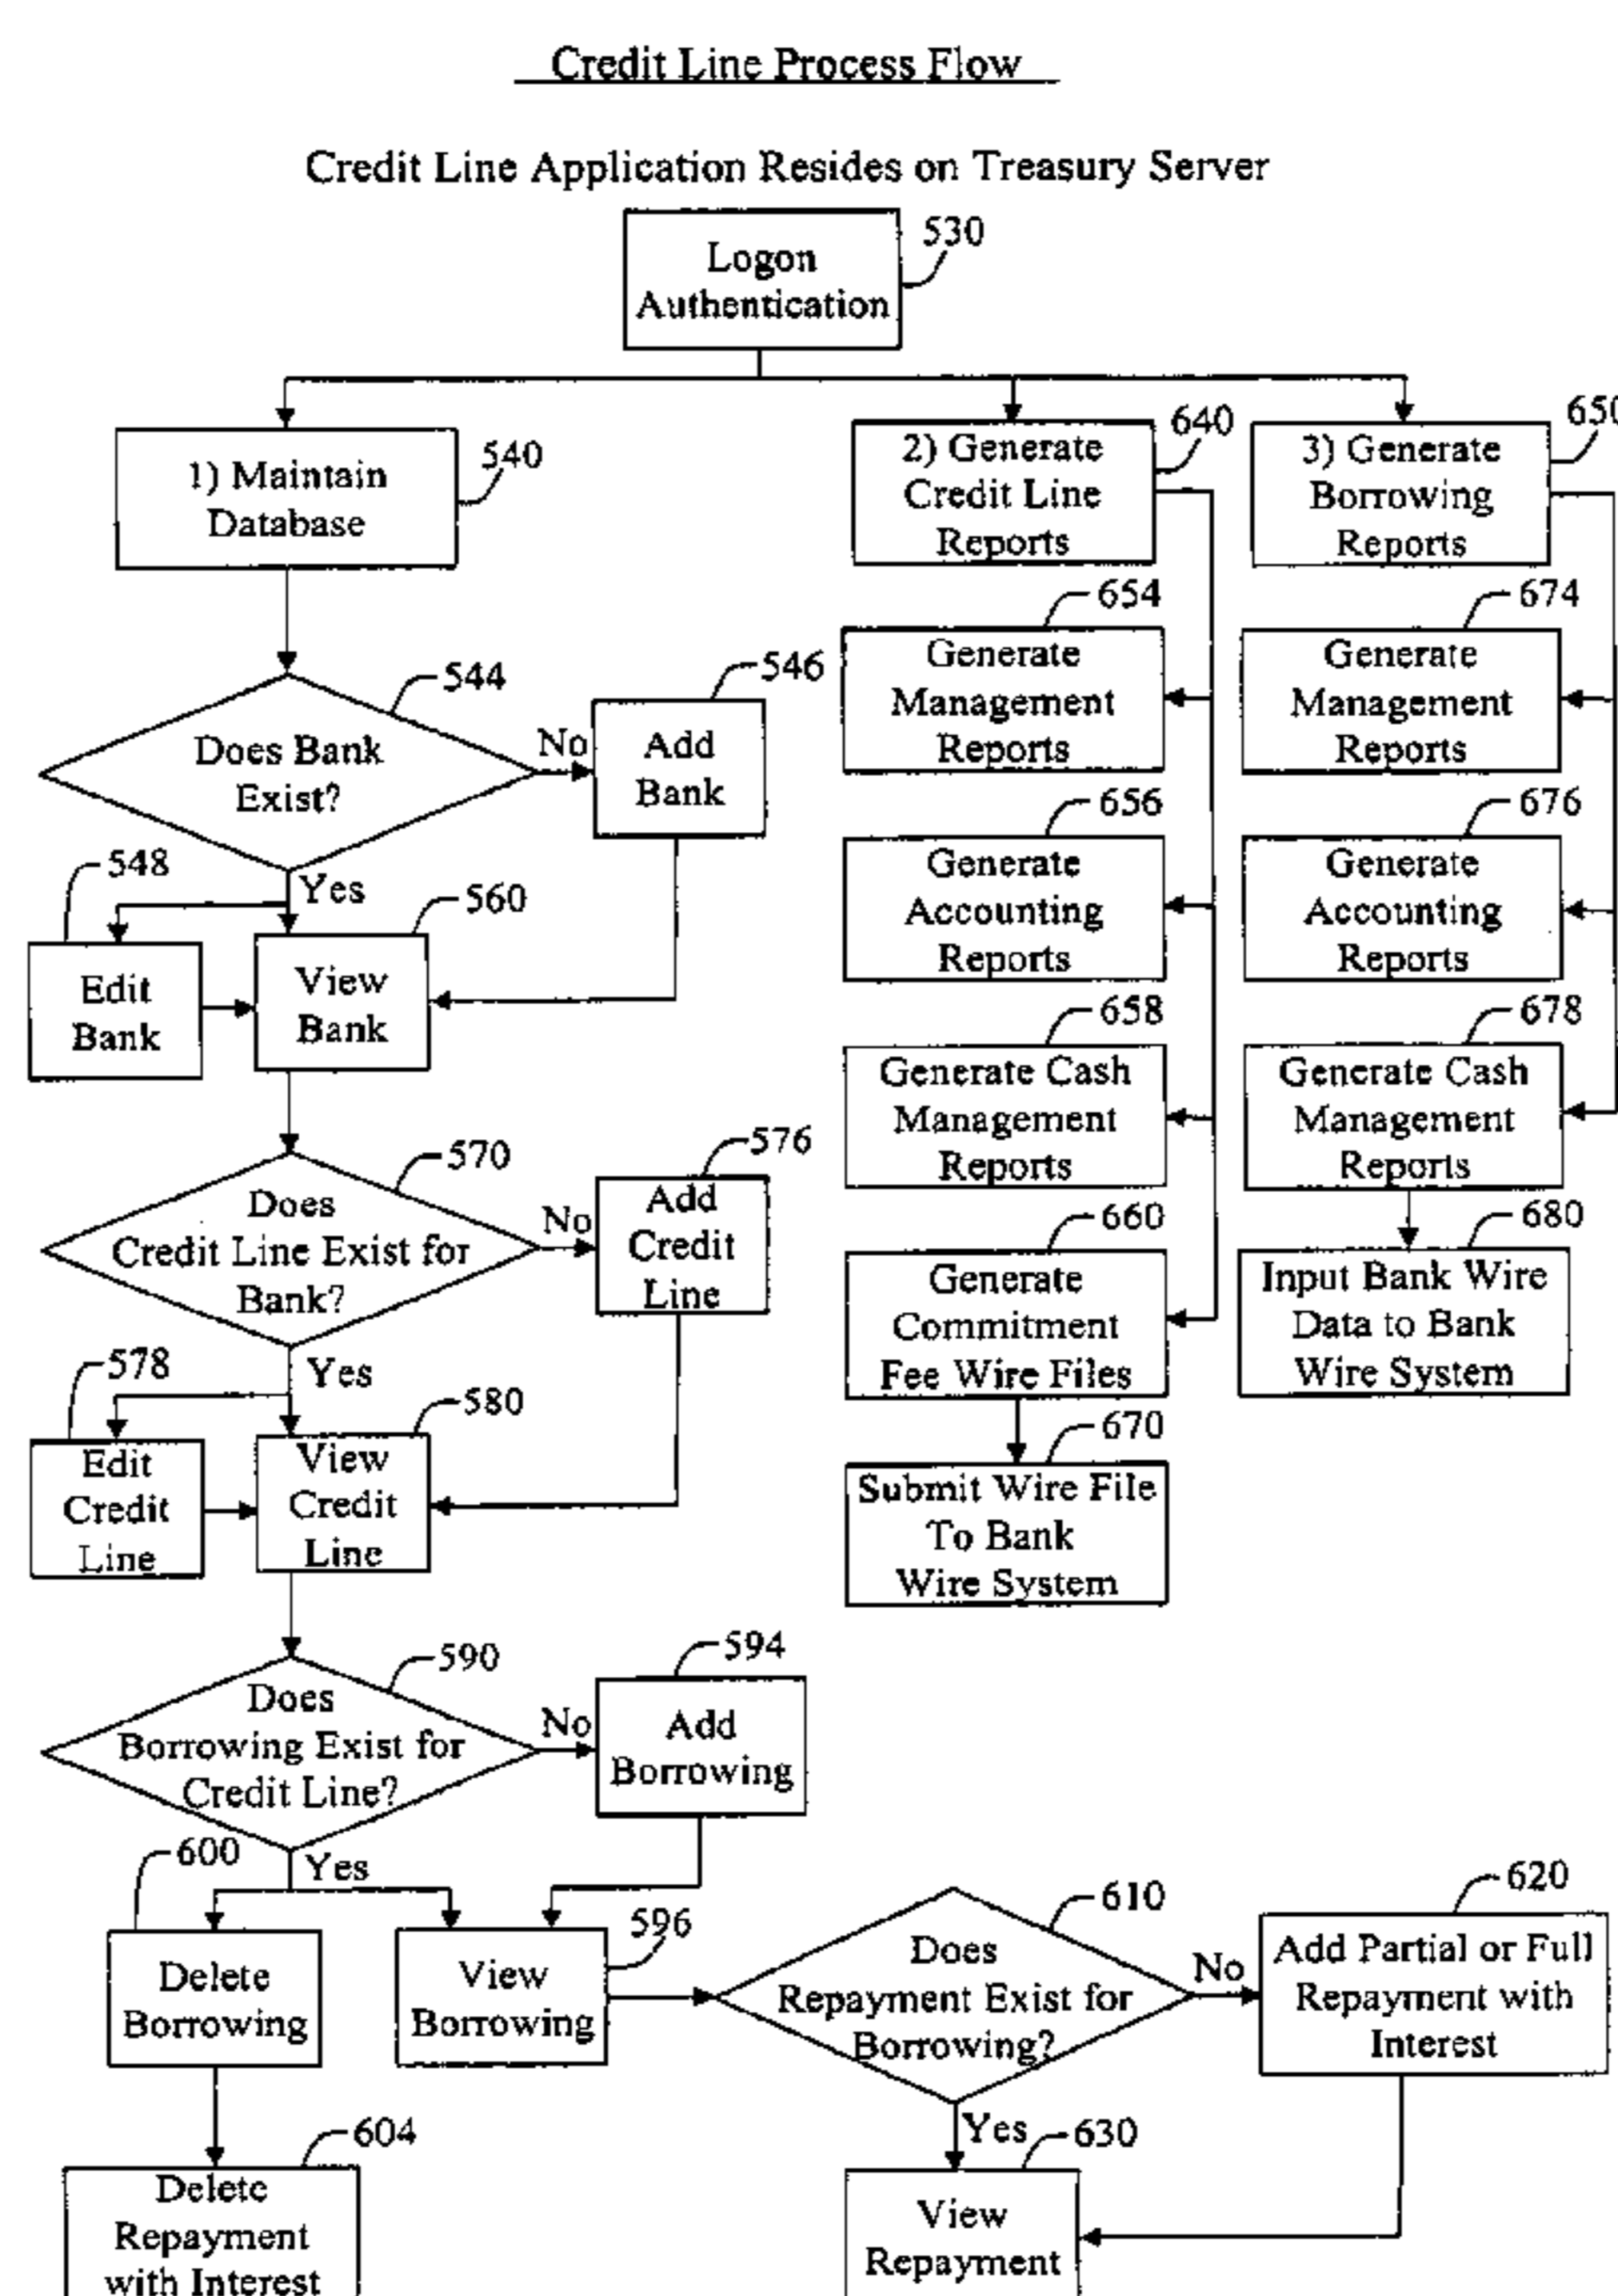 Credit Line Process Flow
Credit Line Application Resides on Treasury Server
530
Logon
Authentication
540
1) Maintain
Database
640
2) Generate
Credit Line
Reports
650
3) Generate
Borrowing
Reports
544
Does Bank
Exist?
No
546
Add
Bank
Yes
548
Edit
Bank
560
View
Bank
570
Does
Credit Line Exist for
Bank?
No
576
Add
Credit
Line
Yes
578
Edit
Credit
Line
580
View
Credit
Line
590
Does
Borrowing Exist for
Credit Line?
No
594
Add
Borrowing
Yes
600
Delete
Borrowing
596
View
Borrowing
604
Delete
Repayment
with Interest
610
Does
Repayment Exist for
Borrowing?
No
620
Add Partial or Full
Repayment with
Interest
Yes
630
View
Repayment
654
Generate
Management
Reports
656
Generate
Accounting
Reports
658
Generate Cash
Management
Reports
660
Generate
Commitment
Fee Wire Files
670
Submit Wire File
To Bank
Wire System
674
Generate
Management
Reports
676
Generate
Accounting
Reports
678
Generate Cash
Management
Reports
680
Input Bank Wire
Data to Bank
Wire System